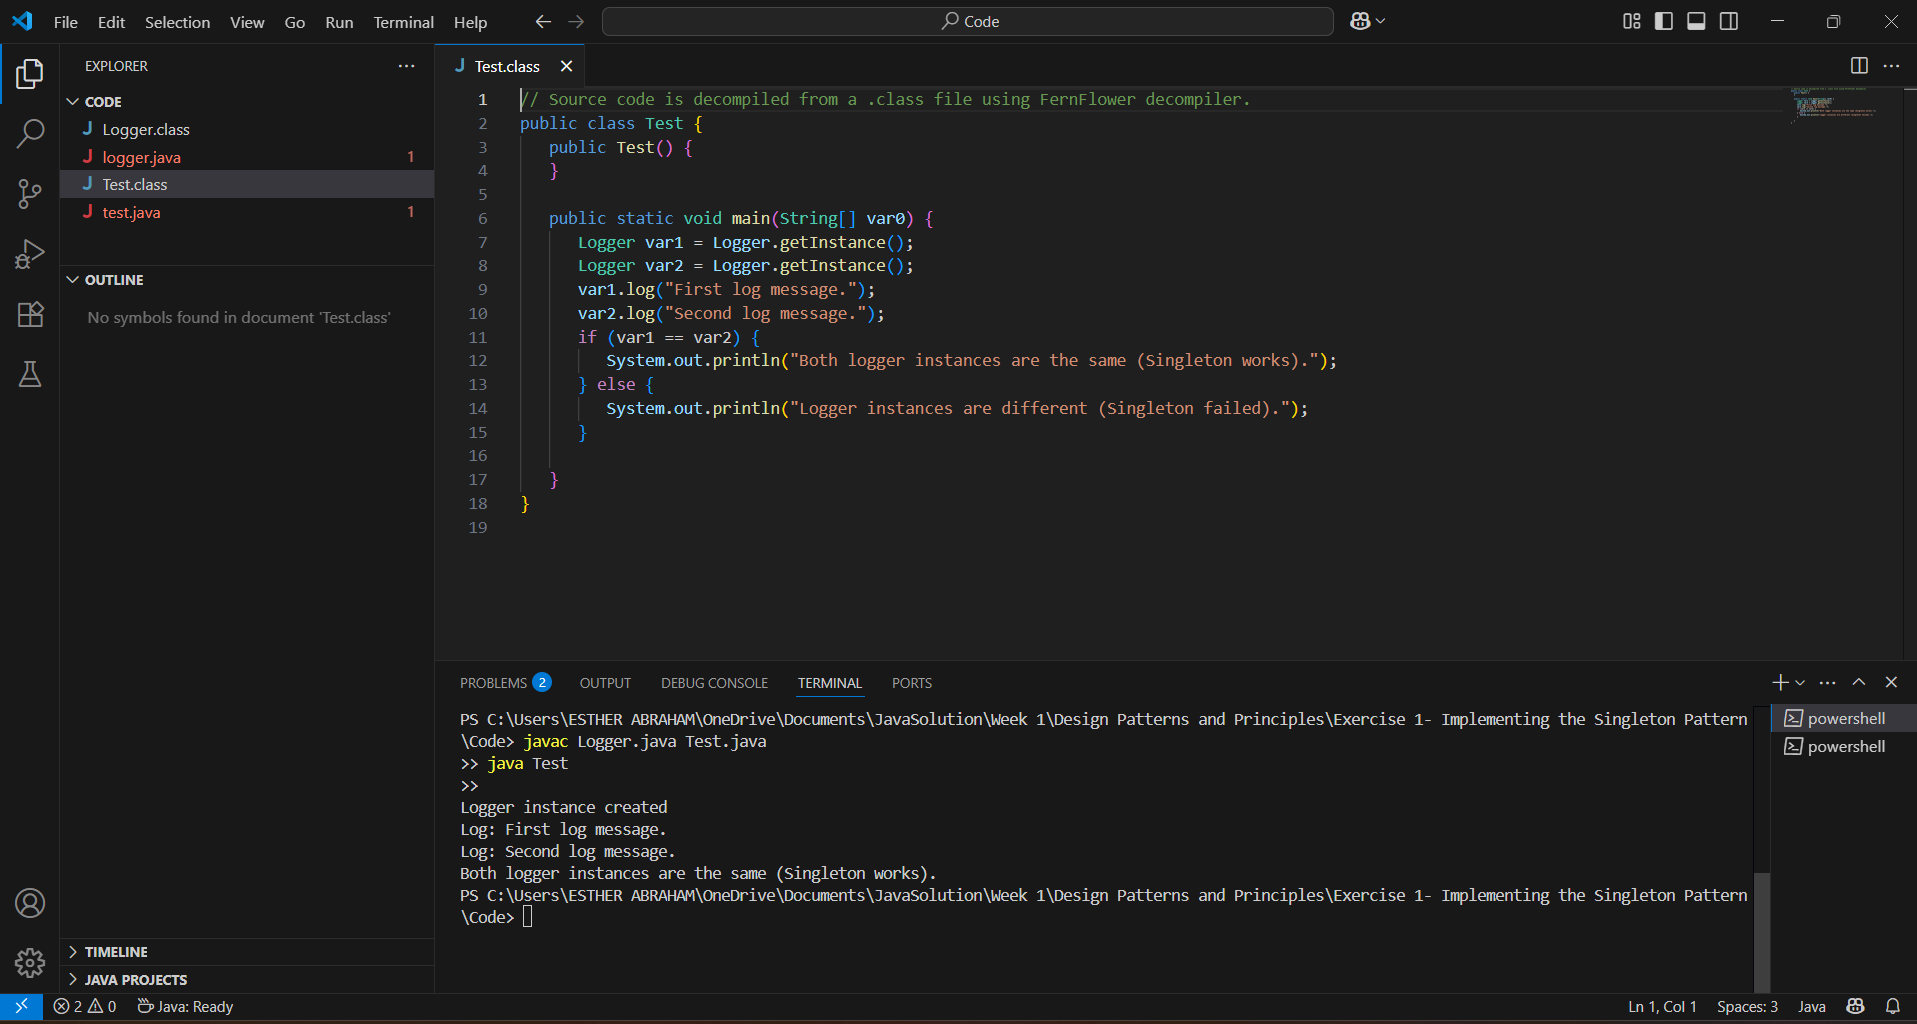 File Edit Selection View Go Run Terminal Help
Code
EXPLORER
CODE
Logger.class
logger.java 1
Test.class
test.java 1
OUTLINE
No symbols found in document 'Test.class'
TIMELINE
JAVA PROJECTS
Test.class
1 // Source code is decompiled from a .class file using FernFlower decompiler.
2 public class Test {
3 public Test() {
4 }
5
6 public static void main(String[] var0) {
7 Logger var1 = Logger.getInstance();
8 Logger var2 = Logger.getInstance();
9 var1.log("First log message.");
10 var2.log("Second log message.");
11 if (var1 == var2) {
12 System.out.println("Both logger instances are the same (Singleton works).");
13 } else {
14 System.out.println("Logger instances are different (Singleton failed).");
15 }
16
17 }
18 }
19
PROBLEMS 2 OUTPUT DEBUG CONSOLE TERMINAL PORTS
PS C:\Users\ESTHER ABRAHAM\OneDrive\Documents\JavaSolution\Week 1\Design Patterns and Principles\Exercise 1- Implementing the Singleton Pattern
\Code> javac Logger.java Test.java
>> java Test
>>
Logger instance created
Log: First log message.
Log: Second log message.
Both logger instances are the same (Singleton works).
PS C:\Users\ESTHER ABRAHAM\OneDrive\Documents\JavaSolution\Week 1\Design Patterns and Principles\Exercise 1- Implementing the Singleton Pattern
\Code>
powershell
powershell
2 0 Java: Ready
Ln 1, Col 1 Spaces: 3 Java